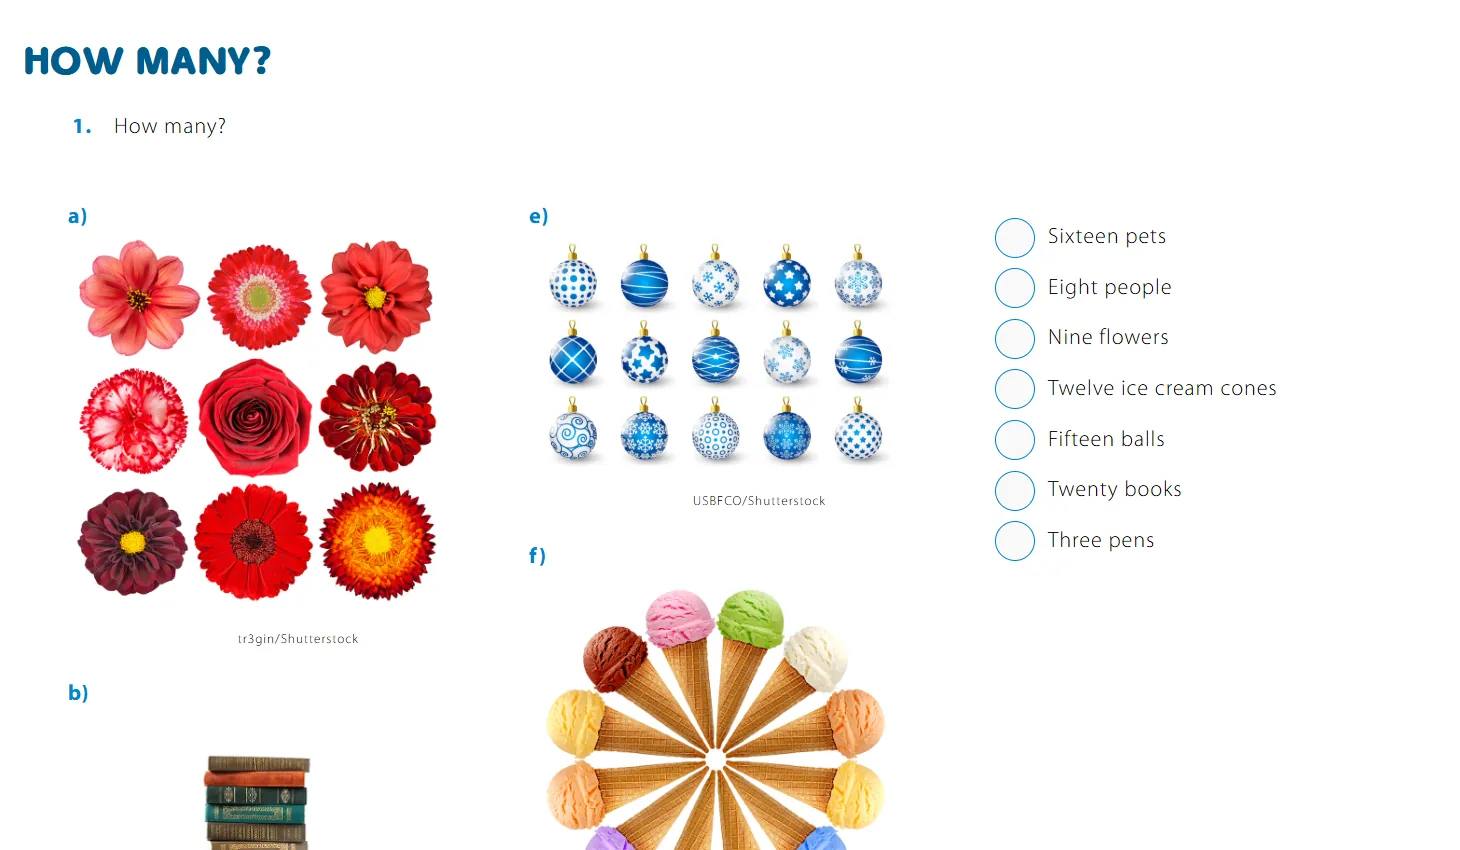 HOW MANY?
1. How many?
a)
tr3gin/Shutterstock
b)
e)
USBFCO/Shutterstock
f)
Sixteen pets
Eight people
Nine flowers
Twelve ice cream cones
Fifteen balls
Twenty books
Three pens